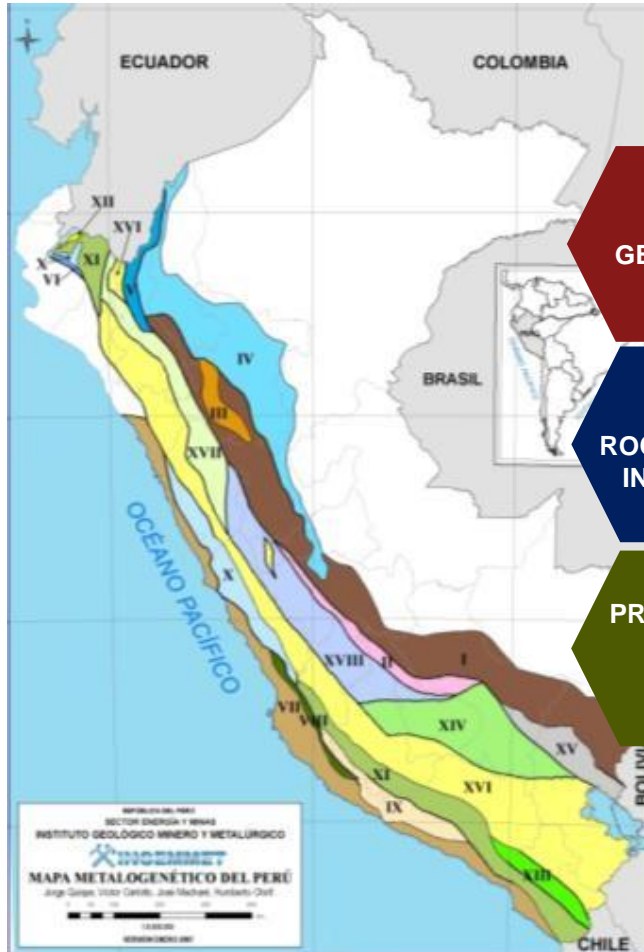 ECUADOR
COLOMBIA
XII
XVI
X
XI
VI
V
IV
III
XVII
BRASIL
GE
ROC
IN
PR
OCÉANO PACÍFICO
X
XVIII
II
I
VII
VIII
XIV
XV
XI
XVI
IX
XIII
BOLIVI
CHILE
REPÚBLICA DEL PERÚ
SECTOR ENERGÍA Y MINAS
INSTITUTO GEOLÓGICO MINERO Y METALÚRGICO
INGEMMET
MAPA METALOGENÉTICO DEL PERÚ